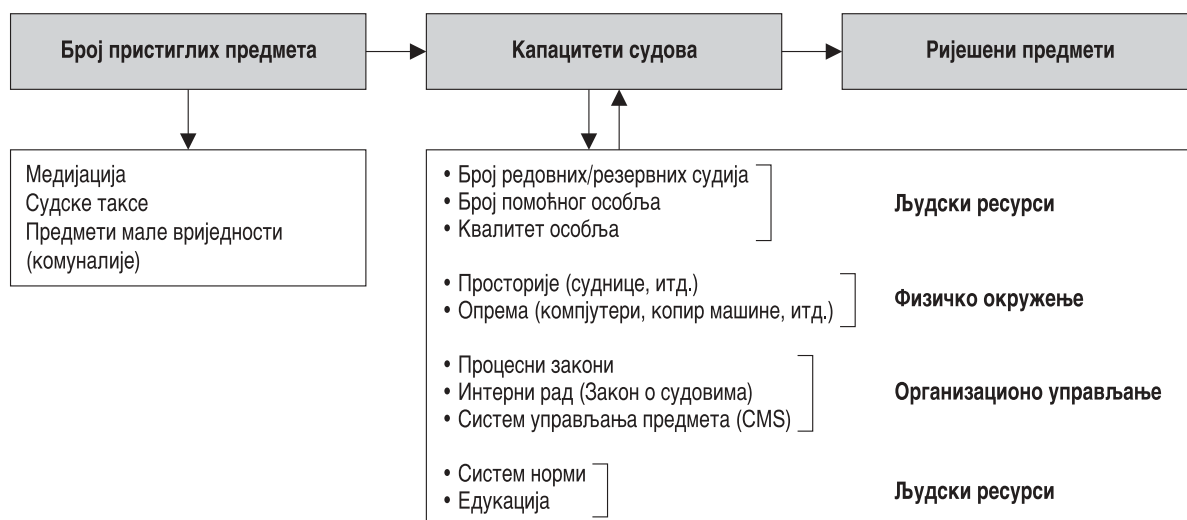 Број пристиглих предмета
Капацитети судова
Ријешени предмети
Медијација
Судске таксе
Предмети мале вриједности
(комуналије)
• Број редовних/резервних судија
• Број помоћног особља
• Квалитет особља
Људски ресурси
• Просторије (суднице, итд.)
• Опрема (компјутери, копир машине, итд.)
Физичко окружење
• Процесни закони
• Интерни рад (Закон о судовима)
• Систем управљања предмета (CMS)
Организационо управљање
• Систем норми
• Едукација
Људски ресурси